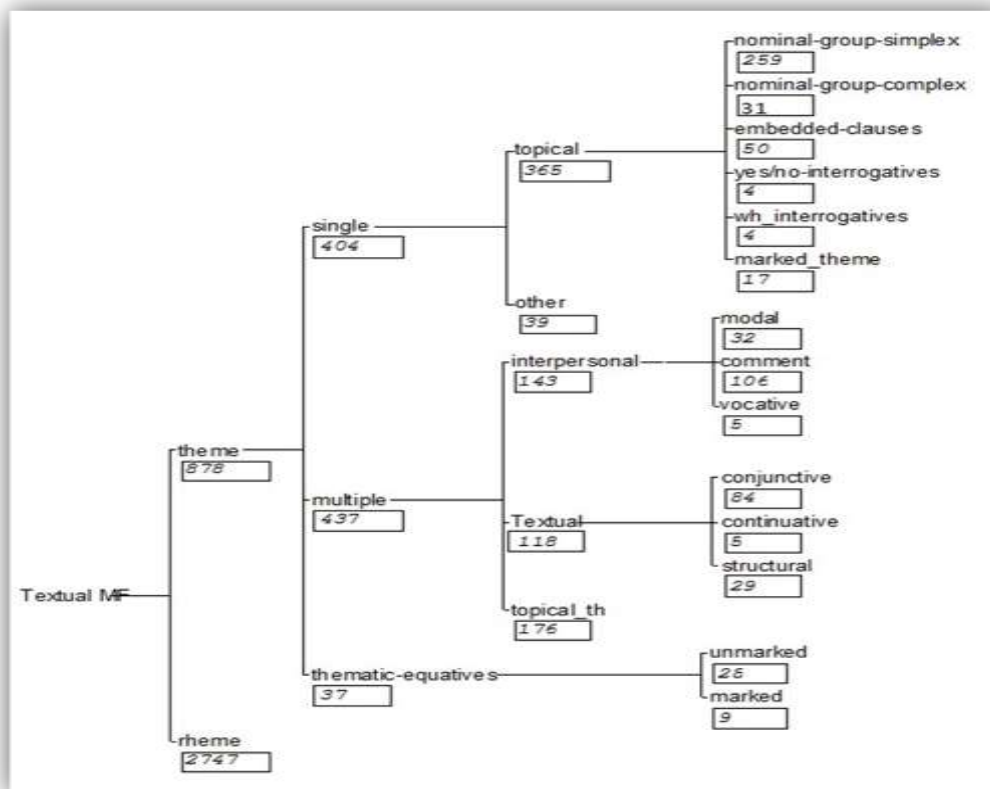 nominal-group-simplex
259
nominal-group-complex
31
embedded-clauses
50
topical
365
yes/no-interrogatives
4
wh_interrogatives
4
single
404
marked_theme
17
other
39
modal
32
interpersonal
143
comment
106
vocative
5
theme
878
conjunctive
84
multiple
437
Textual
118
continuative
5
structural
29
Textual MF
topical_th
176
unmarked
thematic-equatives
37
marked
9
rheme
2747